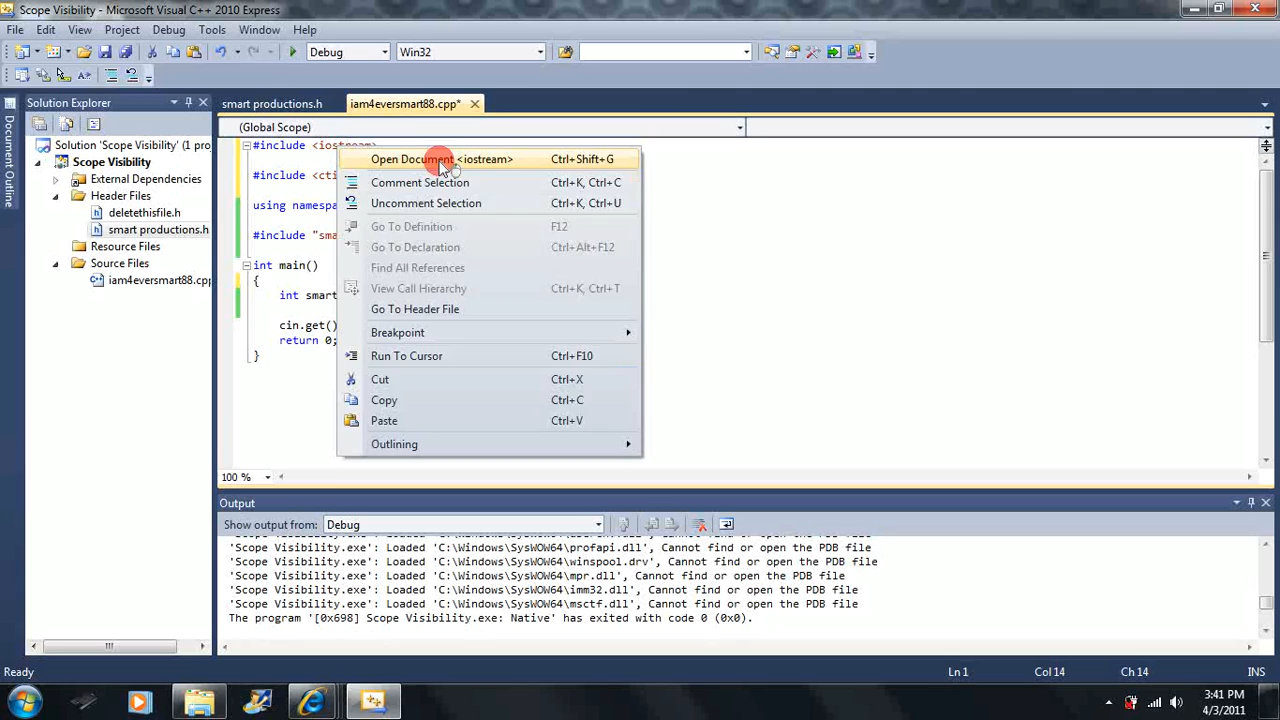 Scope Visibility - Microsoft Visual C++ 2010 Express
File Edit View Project Debug Tools Window Help
Debug Win32
Solution Explorer
smart productions.h iam4eversmart88.cpp*
(Global Scope)
Document Outline
Solution 'Scope Visibility' (1 proj
Scope Visibility
External Dependencies
Header Files
deletethisfile.h
smart productions.h
Resource Files
Source Files
iam4eversmart88.cpp
#include <iostream>
#include <cti
using namespa
#include "sma
int main()
{
int smart
cin.get()
return 0;
}
Open Document <iostream> Ctrl+Shift+G
Comment Selection Ctrl+K, Ctrl+C
Uncomment Selection Ctrl+K, Ctrl+U
Go To Definition F12
Go To Declaration Ctrl+Alt+F12
Find All References
View Call Hierarchy Ctrl+K, Ctrl+T
Go To Header File
Breakpoint
Run To Cursor Ctrl+F10
Cut Ctrl+X
Copy Ctrl+C
Paste Ctrl+V
Outlining
100 %
Output
Show output from: Debug
'Scope Visibility.exe': Loaded 'C:\Windows\SysWOW64\profapi.dll', Cannot find or open the PDB file
'Scope Visibility.exe': Loaded 'C:\Windows\SysWOW64\winspool.drv', Cannot find or open the PDB file
'Scope Visibility.exe': Loaded 'C:\Windows\SysWOW64\mpr.dll', Cannot find or open the PDB file
'Scope Visibility.exe': Loaded 'C:\Windows\SysWOW64\imm32.dll', Cannot find or open the PDB file
'Scope Visibility.exe': Loaded 'C:\Windows\SysWOW64\msctf.dll', Cannot find or open the PDB file
The program '[0x698] Scope Visibility.exe: Native' has exited with code 0 (0x0).
Ready Ln 1 Col 14 Ch 14 INS
3:41 PM
4/3/2011